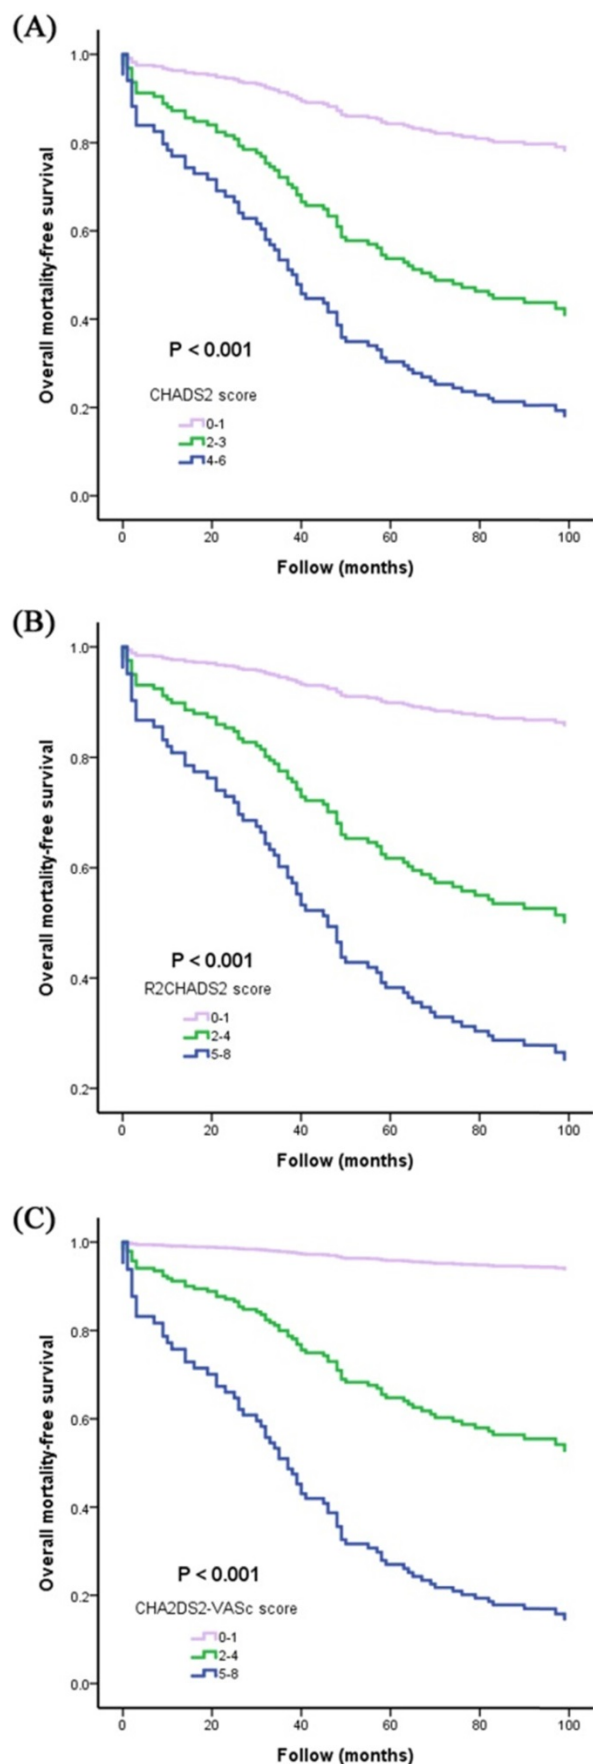 (A)
1.0
0.8
0.6
0.4
0.2
0.0
Overall mortality-free survival
P < 0.001
CHADS2 score
0-1
2-3
4-6
0 20 40 60 80 100
Follow (months)
(B)
1.0
0.8
0.6
0.4
0.2
Overall mortality-free survival
P < 0.001
R2CHADS2 score
0-1
2-4
5-8
0 20 40 60 80 100
Follow (months)
(C)
1.0
0.8
0.6
0.4
0.2
0.0
Overall mortality-free survival
P < 0.001
CHA2DS2-VASc score
0-1
2-4
5-8
0 20 40 60 80 100
Follow (months)